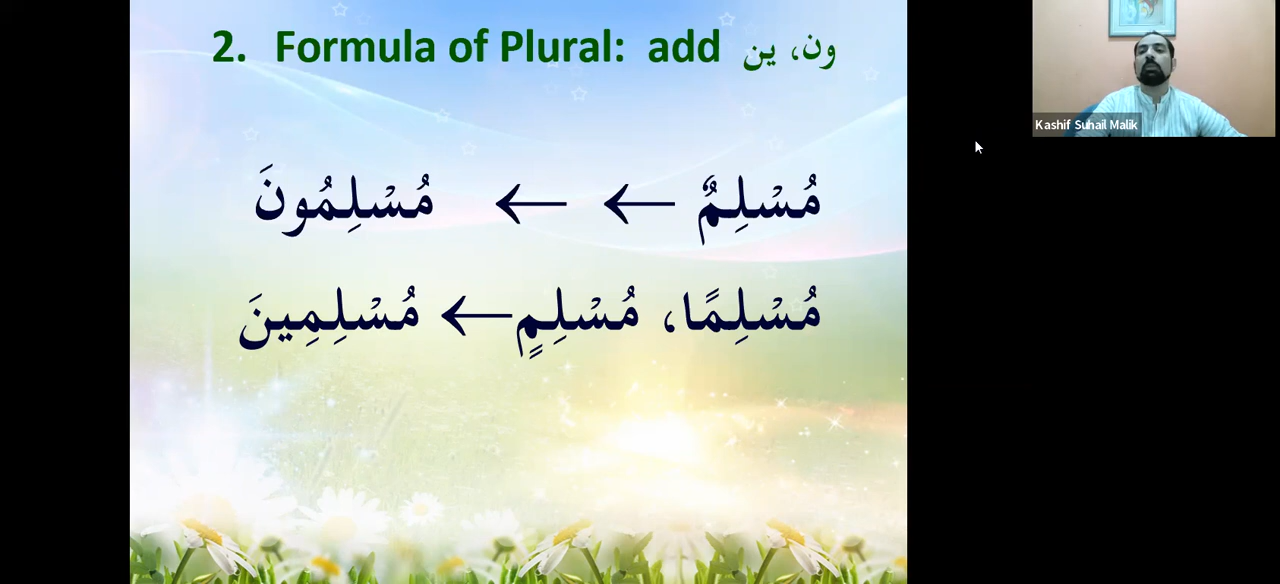 2. Formula of Plural: add ون، ين
مُسْلِمٌ ← ← مُسْلِمُونَ
مُسْلِمًا، مُسْلِمٍ ← مُسْلِمِينَ
Kashif Suhail Malik